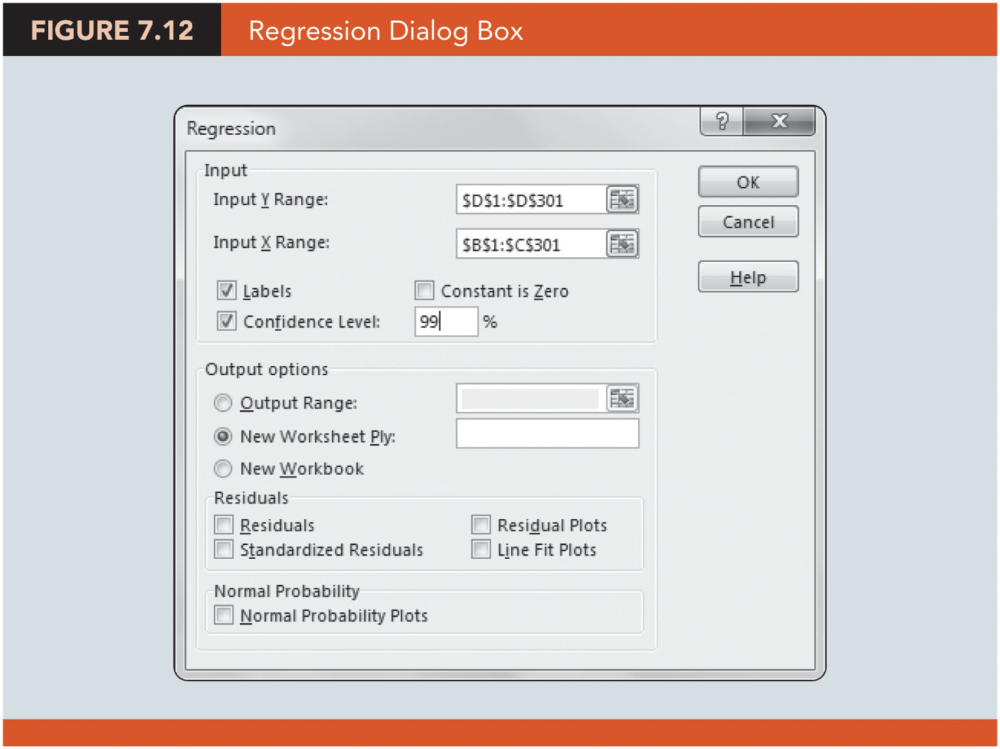 FIGURE 7.12 Regression Dialog Box
Regression
? X
Input
Input Y Range: $D$1:$D$301
Input X Range: $B$1:$C$301
Labels Constant is Zero
Confidence Level: 99 %
OK
Cancel
Help
Output options
Output Range:
New Worksheet Ply:
New Workbook
Residuals
Residuals Residual Plots
Standardized Residuals Line Fit Plots
Normal Probability
Normal Probability Plots